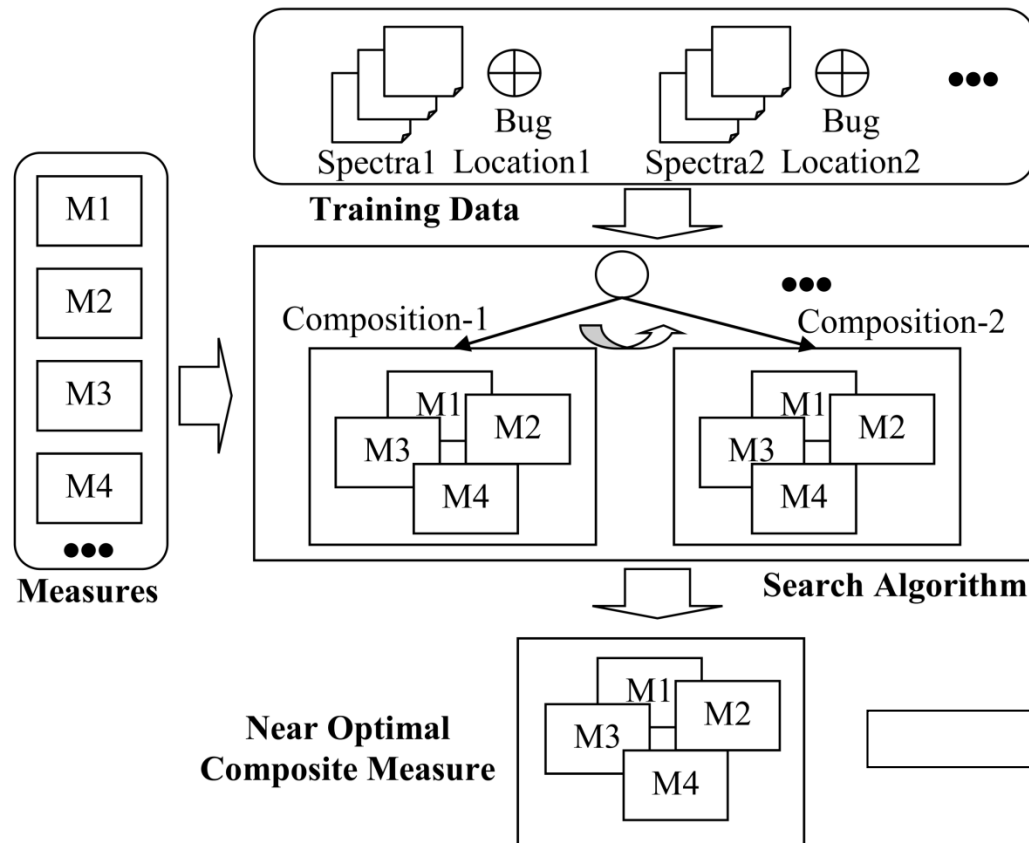 Spectra1
Bug
Location1
Spectra2
Bug
Location2
Training Data
M1
M2
M3
M4
Measures
Composition-1
Composition-2
M1
M2
M3
M4
M1
M2
M3
M4
Search Algorithm
Near Optimal
Composite Measure
M1
M2
M3
M4